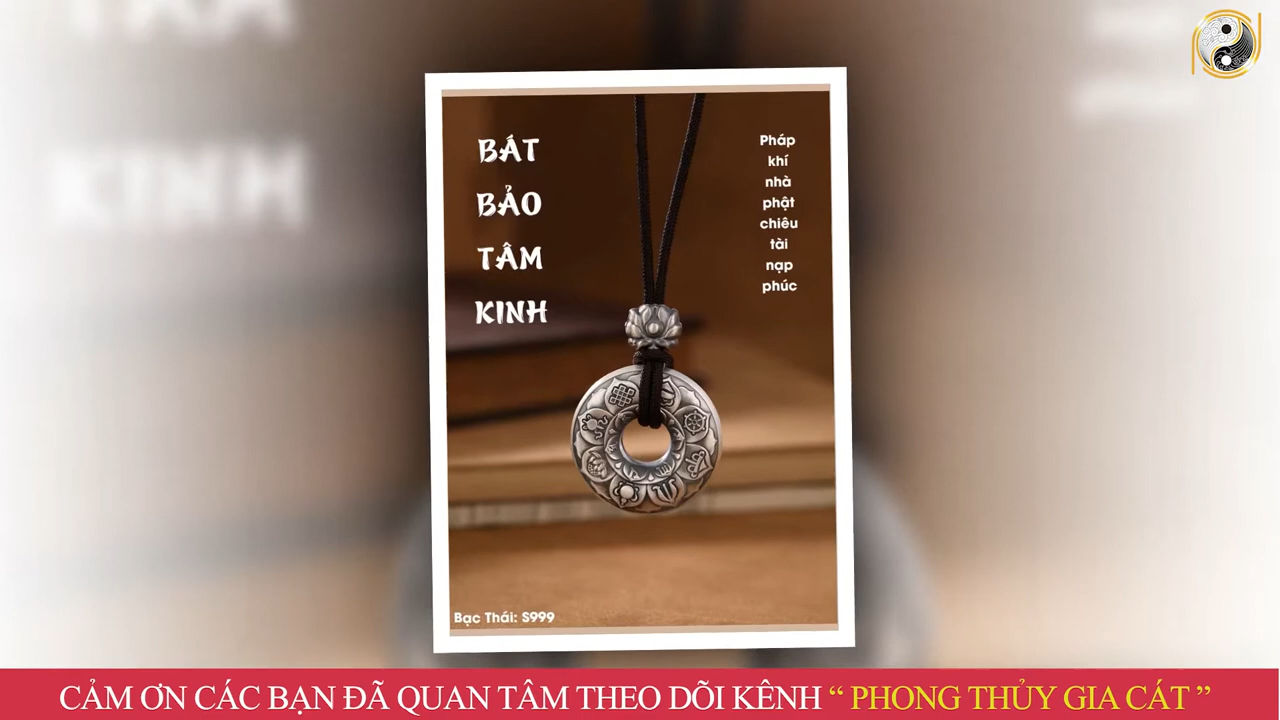 BÁT
BẢO
TÂM
KINH
Pháp
khí
nhà
phật
chiêu
tài
nạp
phúc
Bạc Thái: S999
CẢM ƠN CÁC BẠN ĐÃ QUAN TÂM THEO DÕI KÊNH “ PHONG THỦY GIA CÁT ”